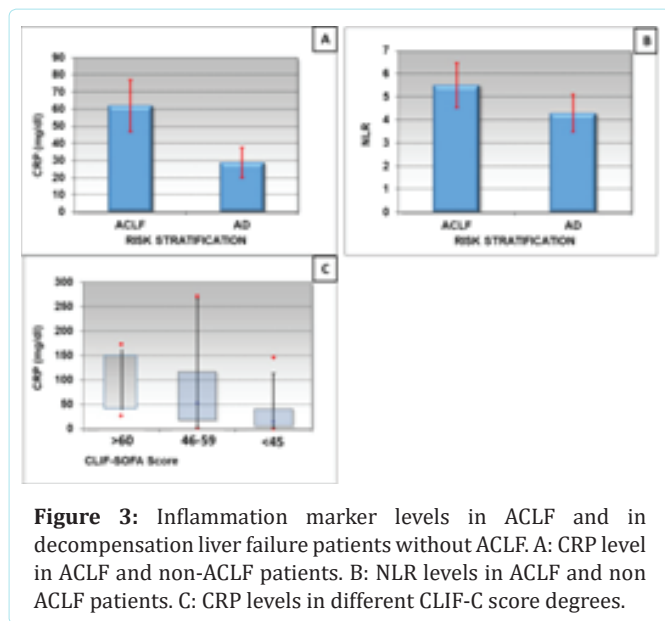 A
90
80
70
60
50
40
30
20
10
0
CRP (mg/dl)
ACLF AD
RISK STRATIFICATION
B
7
6
5
4
3
2
1
0
NLR
ACLF AD
RISK STRATIFICATION
C
300
250
200
150
100
50
0
CRP (mg/dl)
>60 46-59 <45
CLIF-SOFA Score
Figure 3: Inflammation marker levels in ACLF and in
decompensation liver failure patients without ACLF. A: CRP level
in ACLF and non-ACLF patients. B: NLR levels in ACLF and non
ACLF patients. C: CRP levels in different CLIF-C score degrees.